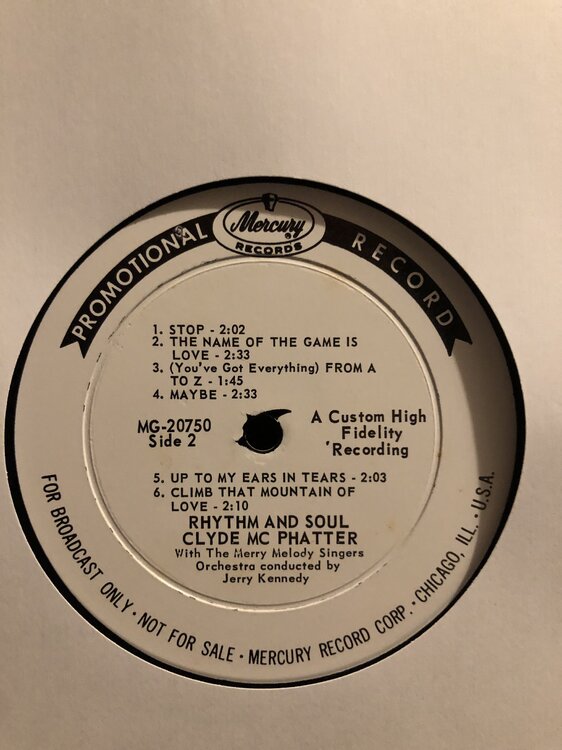 PROMOTIONAL RECORD
Mercury
RECORDS
1. STOP - 2:02
2. THE NAME OF THE GAME IS
LOVE - 2:33
3. (You've Got Everything) FROM A
TO Z - 1:45
4. MAYBE - 2:33
MG-20750
Side 2
A Custom High
Fidelity
Recording
5. UP TO MY EARS IN TEARS - 2:03
6. CLIMB THAT MOUNTAIN OF
LOVE - 2:10
RHYTHM AND SOUL
CLYDE MC PHATTER
With The Merry Melody Singers
Orchestra conducted by
Jerry Kennedy
FOR BROADCAST ONLY · NOT FOR SALE · MERCURY RECORD CORP. · CHICAGO, ILL. · U.S.A.